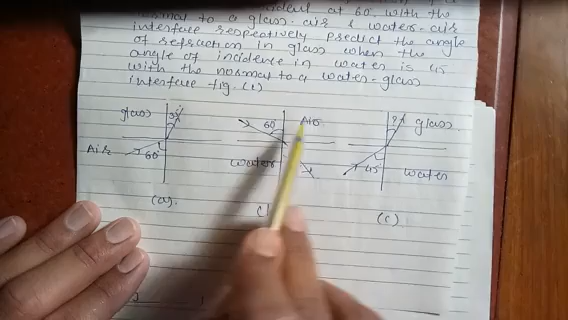 incident at 60° with the
normal to a glass-air & water-air
interface respectively predict the angle
of refraction in glass when the
angle of incidence in water is 45
with the normal to a water-glass
interface fig. (c)
glass
60 Air
? glass.
Air 60
water
45 water
(a).
(c)